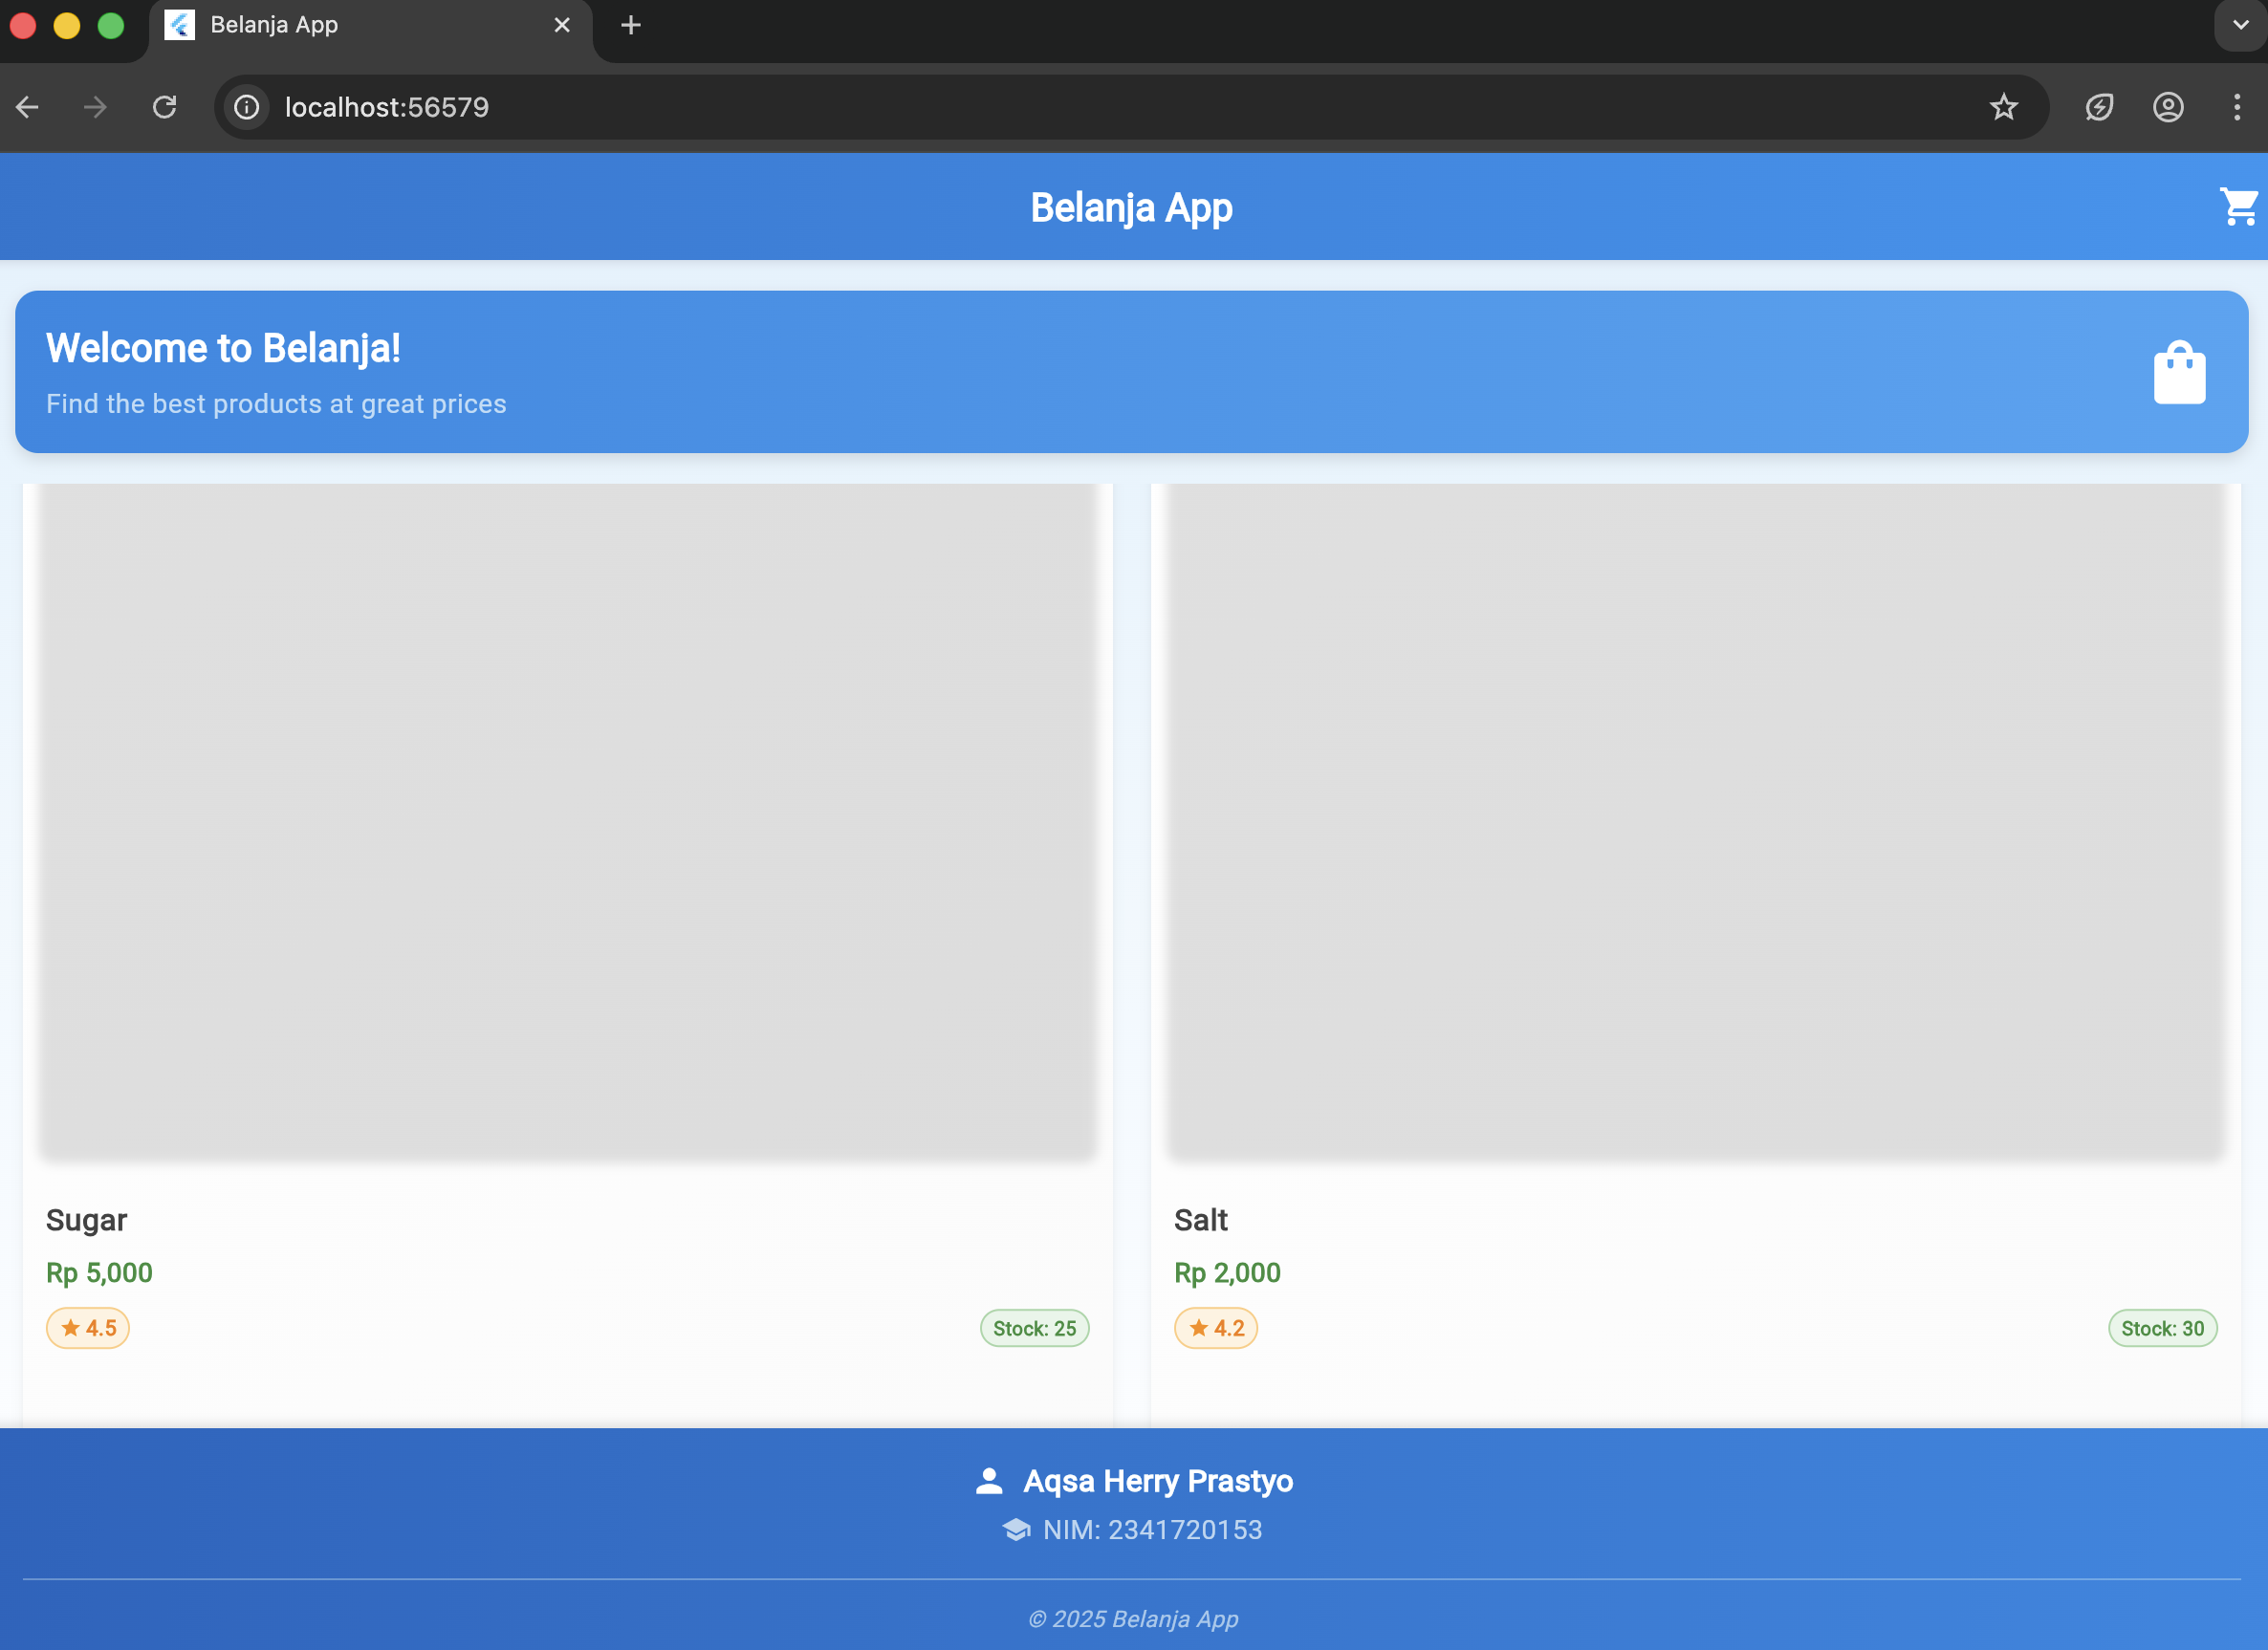 Belanja App
localhost:56579
Belanja App
Welcome to Belanja!
Find the best products at great prices
Sugar
Rp 5,000
4.5
Stock: 25
Salt
Rp 2,000
4.2
Stock: 30
Aqsa Herry Prastyo
NIM: 2341720153
© 2025 Belanja App